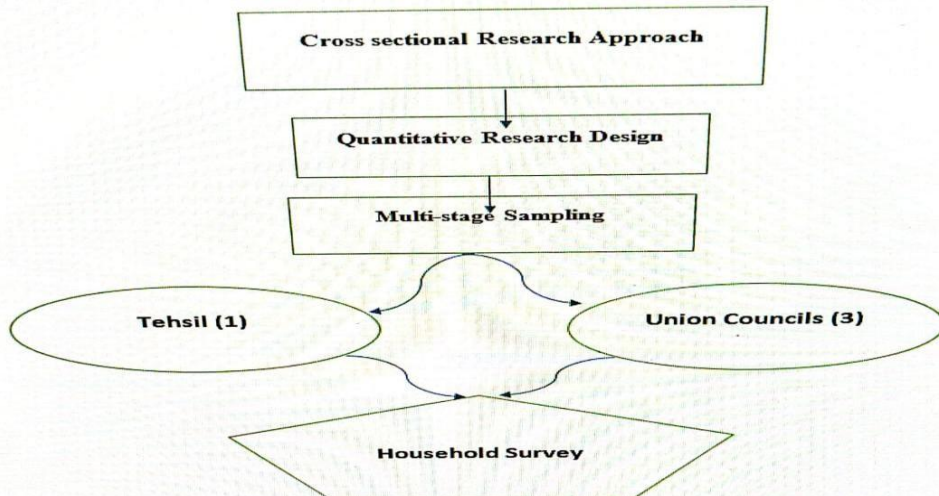 Cross sectional Research Approach
Quantitative Research Design
Multi-stage Sampling
Tehsil (1)
Union Councils (3)
Household Survey